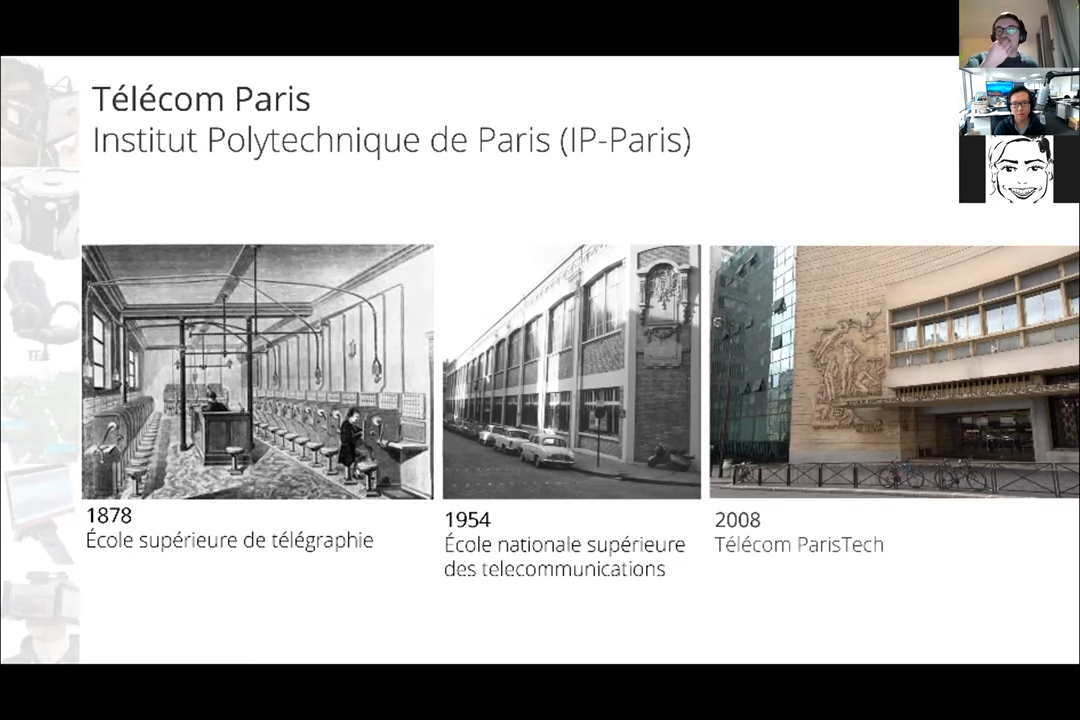 Télécom Paris
Institut Polytechnique de Paris (IP-Paris)
1878
École supérieure de télégraphie
1954
École nationale supérieure
des telecommunications
2008
Télécom ParisTech